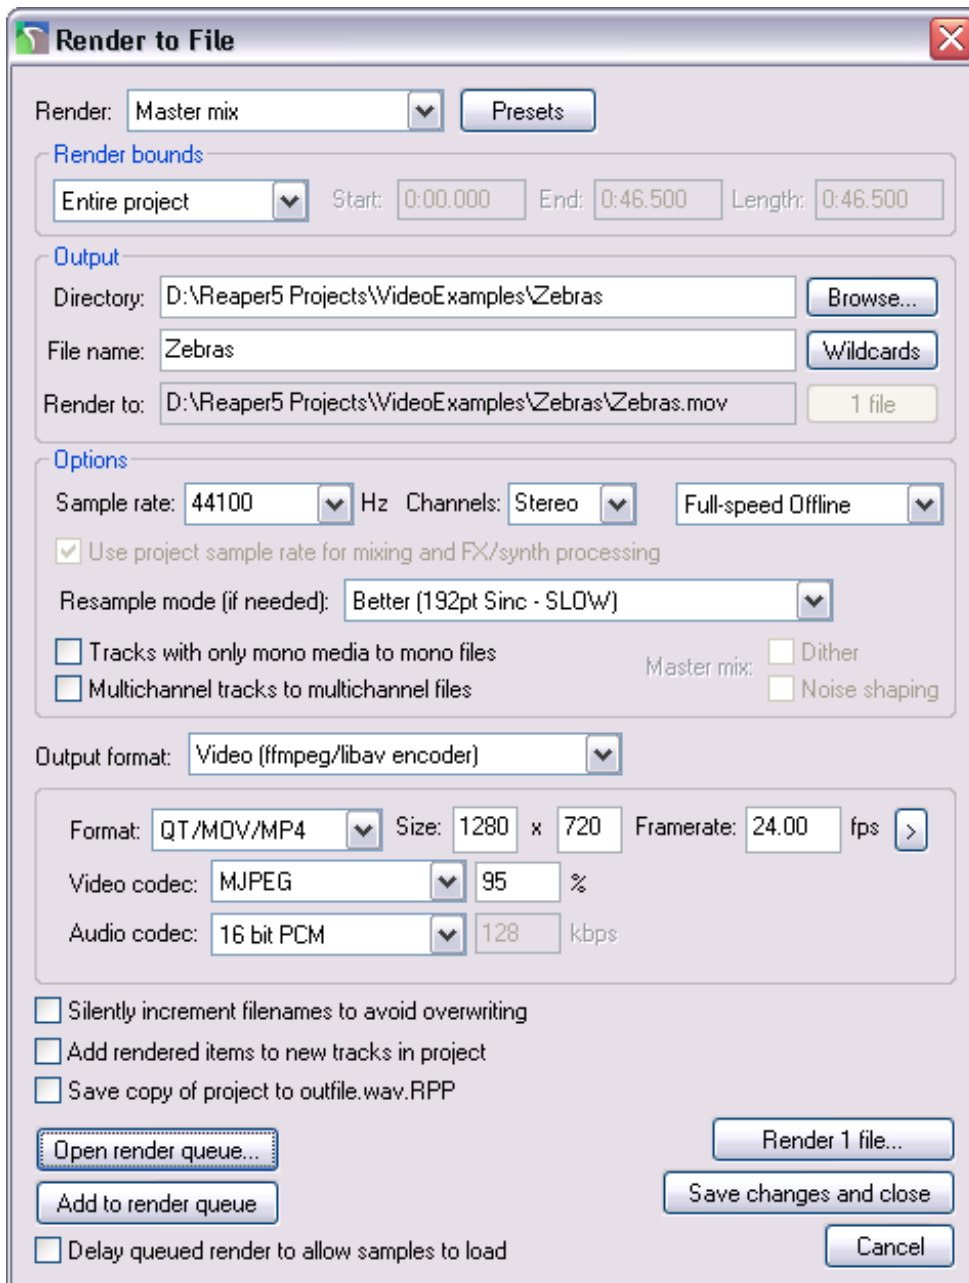 Render to File
Render: Master mix Presets
Render bounds
Entire project Start: 0:00.000 End: 0:46.500 Length: 0:46.500
Output
Directory: D:\Reaper5 Projects\VideoExamples\Zebras Browse...
File name: Zebras Wildcards
Render to: D:\Reaper5 Projects\VideoExamples\Zebras\Zebras.mov 1 file
Options
Sample rate: 44100 Hz Channels: Stereo Full-speed Offline
Use project sample rate for mixing and FX/synth processing
Resample mode (if needed): Better (192pt Sinc - SLOW)
Tracks with only mono media to mono files
Master mix: Dither
Multichannel tracks to multichannel files Noise shaping
Output format: Video (ffmpeg/libav encoder)
Format: QT/MOV/MP4 Size: 1280 x 720 Framerate: 24.00 fps >
Video codec: MJPEG 95 %
Audio codec: 16 bit PCM 128 kbps
Silently increment filenames to avoid overwriting
Add rendered items to new tracks in project
Save copy of project to outfile.wav.RPP
Open render queue... Render 1 file...
Add to render queue Save changes and close
Delay queued render to allow samples to load Cancel